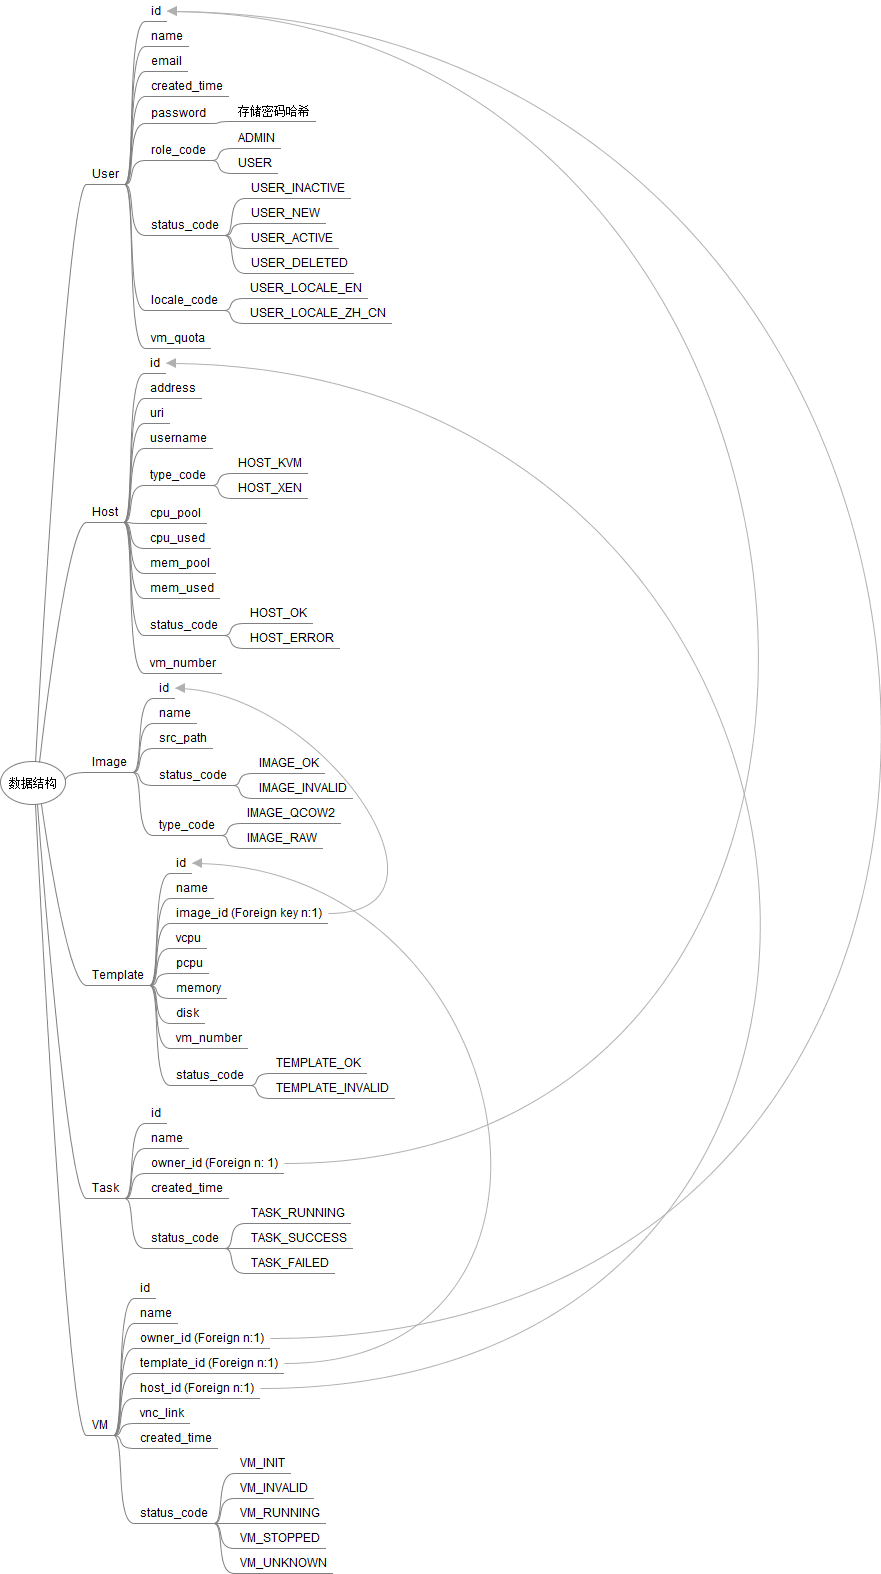 数据结构
User
id
name
email
created_time
password
存储密码哈希
role_code
ADMIN
USER
status_code
USER_INACTIVE
USER_NEW
USER_ACTIVE
USER_DELETED
locale_code
USER_LOCALE_EN
USER_LOCALE_ZH_CN
vm_quota
Host
id
address
uri
username
type_code
HOST_KVM
HOST_XEN
cpu_pool
cpu_used
mem_pool
mem_used
status_code
HOST_OK
HOST_ERROR
vm_number
Image
id
name
src_path
status_code
IMAGE_OK
IMAGE_INVALID
type_code
IMAGE_QCOW2
IMAGE_RAW
Template
id
name
image_id (Foreign key n:1)
vcpu
pcpu
memory
disk
vm_number
status_code
TEMPLATE_OK
TEMPLATE_INVALID
Task
id
name
owner_id (Foreign n: 1)
created_time
status_code
TASK_RUNNING
TASK_SUCCESS
TASK_FAILED
VM
id
name
owner_id (Foreign n:1)
template_id (Foreign n:1)
host_id (Foreign n:1)
vnc_link
created_time
status_code
VM_INIT
VM_INVALID
VM_RUNNING
VM_STOPPED
VM_UNKNOWN